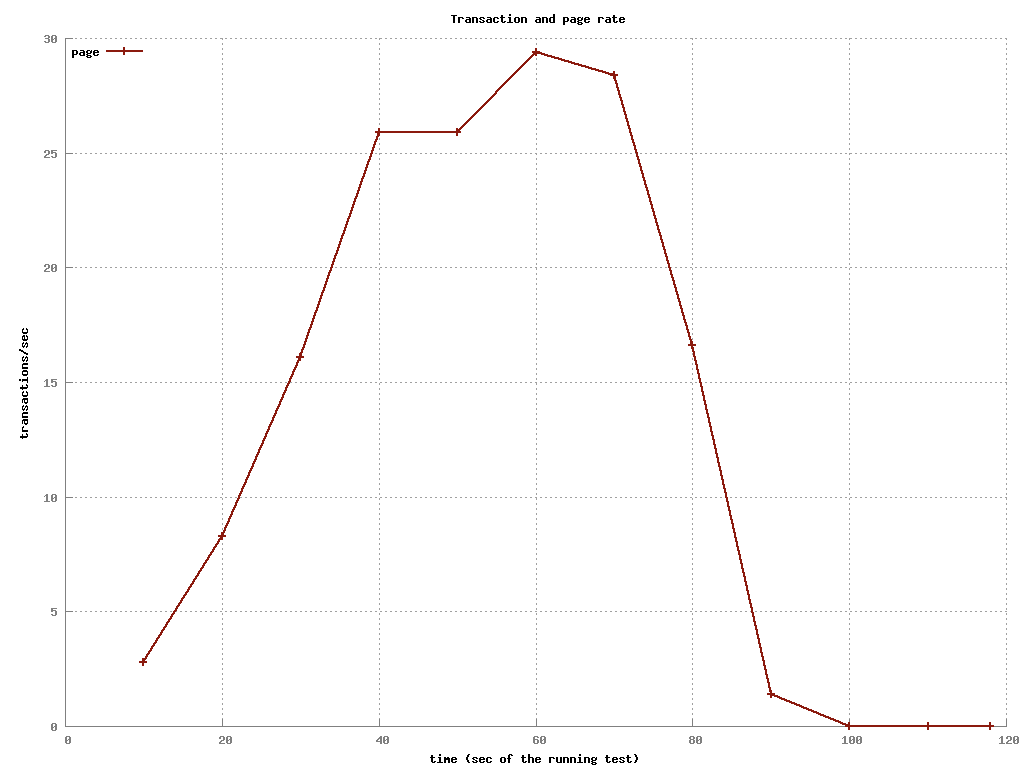 Transaction and page rate
page
30
25
20
15
10
5
0
transactions/sec
0 20 40 60 80 100 120
time (sec of the running test)